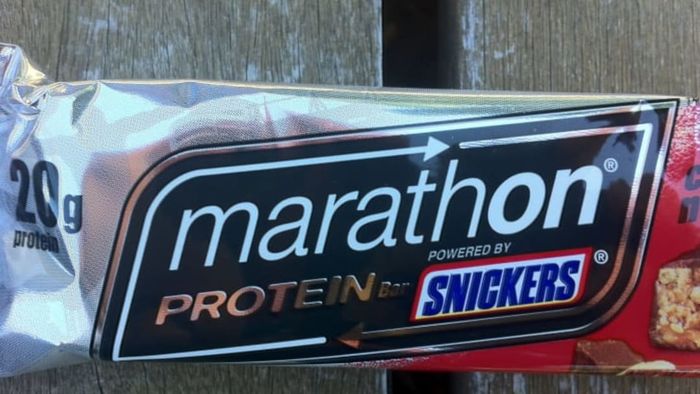 20g
protein
marathon®
PROTEIN Bar
POWERED BY
SNICKERS®